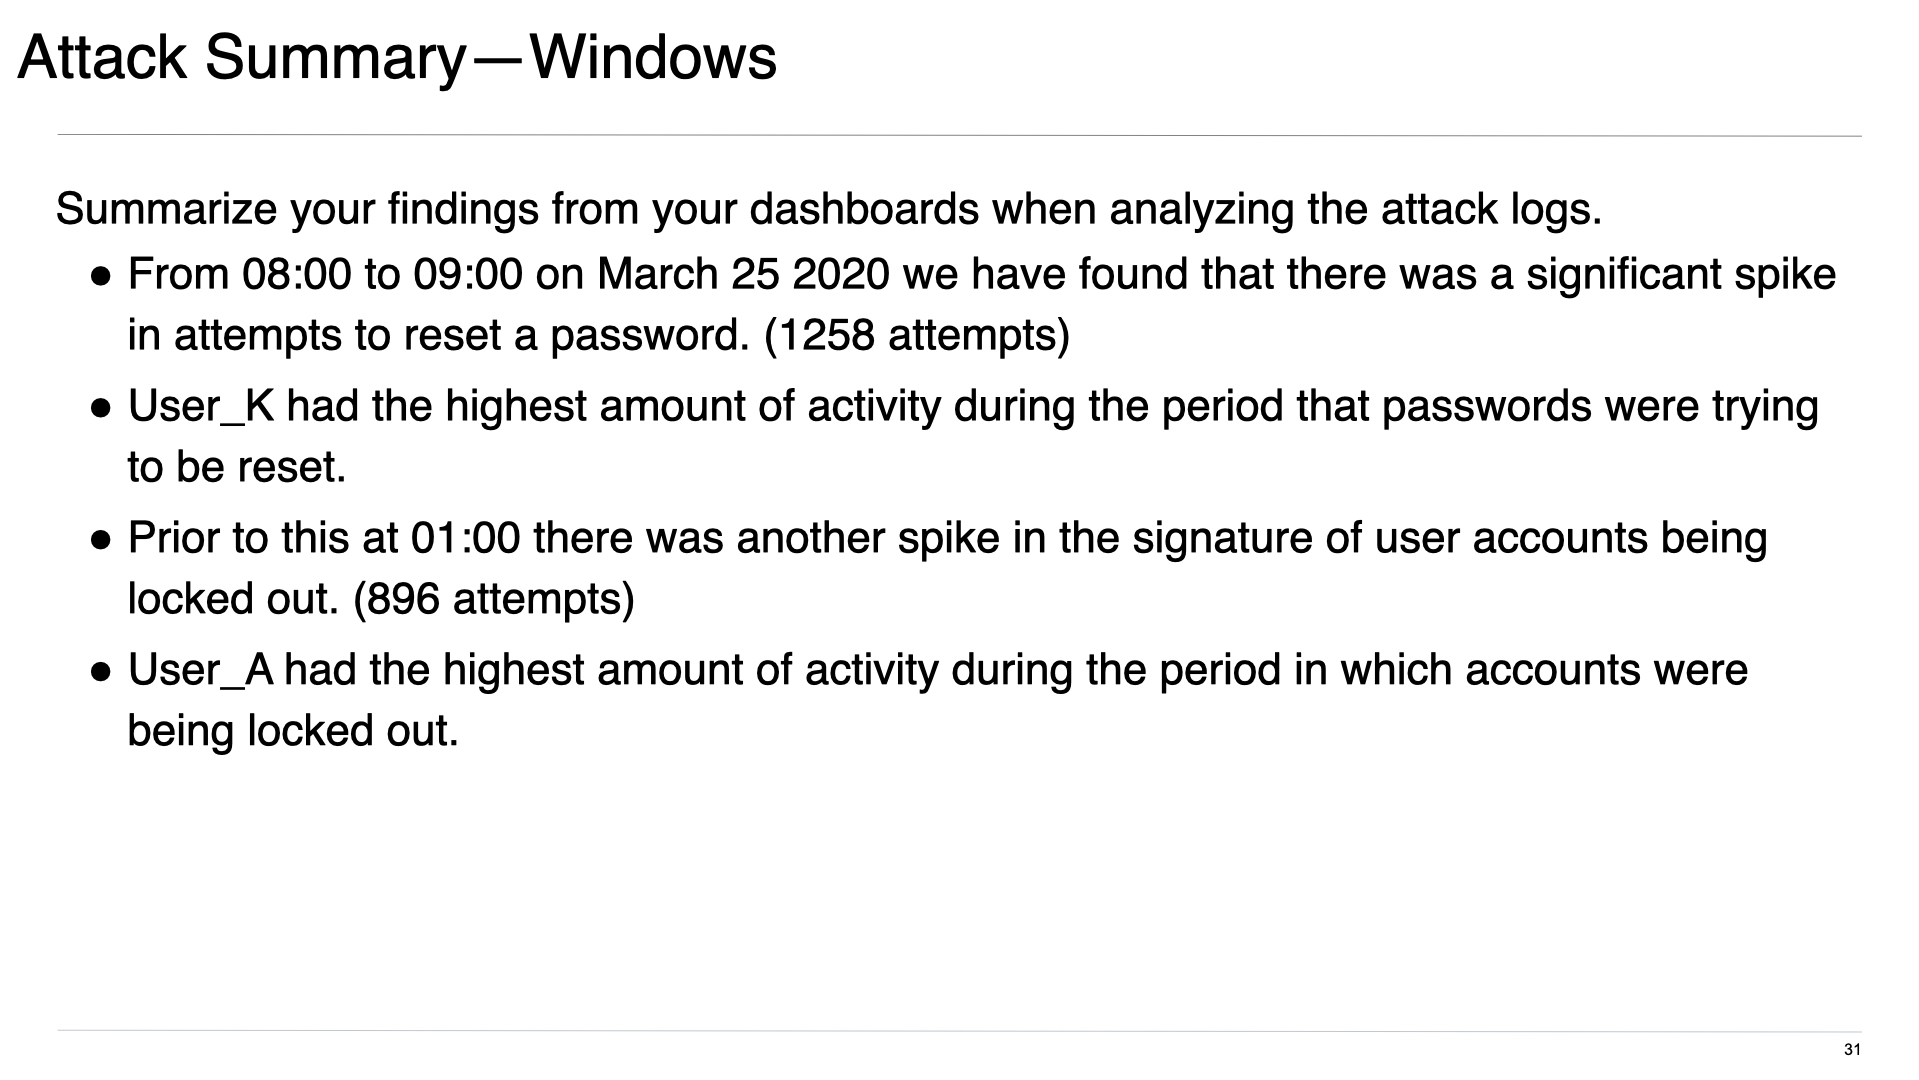 Attack Summary—Windows
Summarize your findings from your dashboards when analyzing the attack logs.
● From 08:00 to 09:00 on March 25 2020 we have found that there was a significant spike
in attempts to reset a password. (1258 attempts)
● User_K had the highest amount of activity during the period that passwords were trying
to be reset.
● Prior to this at 01:00 there was another spike in the signature of user accounts being
locked out. (896 attempts)
● User_A had the highest amount of activity during the period in which accounts were
being locked out.
31